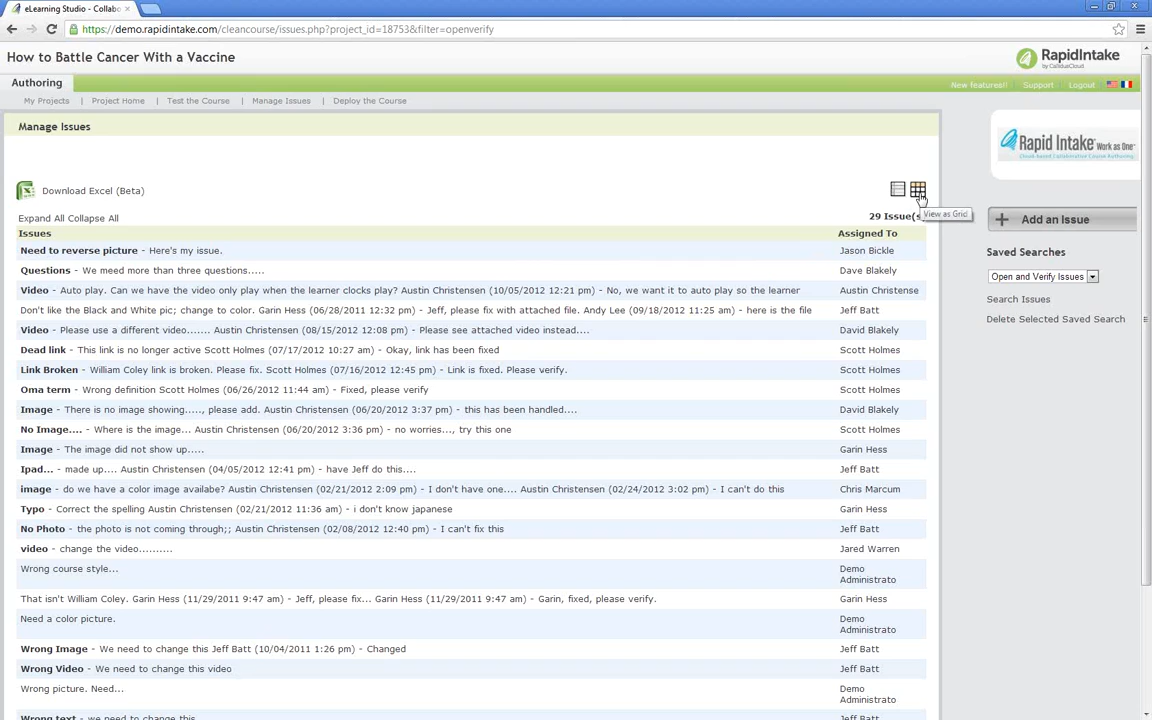 eLearning Studio - Collabo
https://demo.rapidintake.com/cleancourse/issues.php?project_id=18753&filter=openverify
How to Battle Cancer With a Vaccine
RapidIntake
by CallidusCloud
Authoring
New features!! Support Logout
My Projects | Project Home | Test the Course | Manage Issues | Deploy the Course
Manage Issues
Rapid Intake Work as One
Cloud-based Collaborative Course Authoring
Download Excel (Beta)
View as Grid
Expand All Collapse All
29 Issue(s
+ Add an Issue
Issues Assigned To
Need to reverse picture - Here's my issue. Jason Bickle
Questions - We meed more than three questions..... Dave Blakely
Video - Auto play. Can we have the video only play when the learner clocks play? Austin Christensen (10/05/2012 12:21 pm) - No, we want it to auto play so the learner Austin Christense
Don't like the Black and White pic; change to color. Garin Hess (06/28/2011 12:32 pm) - Jeff, please fix with attached file. Andy Lee (09/18/2012 11:25 am) - here is the file Jeff Batt
Video - Please use a different video....... Austin Christensen (08/15/2012 12:08 pm) - Please see attached video instead.... David Blakely
Dead link - This link is no longer active Scott Holmes (07/17/2012 10:27 am) - Okay, link has been fixed Scott Holmes
Link Broken - William Coley link is broken. Please fix. Scott Holmes (07/16/2012 12:45 pm) - Link is fixed. Please verify. Scott Holmes
Oma term - Wrong definition Scott Holmes (06/26/2012 11:44 am) - Fixed, please verify Scott Holmes
Image - There is no image showing....., please add. Austin Christensen (06/20/2012 3:37 pm) - this has been handled.... David Blakely
No Image.... - Where is the image... Austin Christensen (06/20/2012 3:36 pm) - no worries..., try this one Scott Holmes
Image - The image did not show up..... Garin Hess
Ipad... - made up.... Austin Christensen (04/05/2012 12:41 pm) - have Jeff do this.... Jeff Batt
image - do we have a color image availabe? Austin Christensen (02/21/2012 2:09 pm) - I don't have one.... Austin Christensen (02/24/2012 3:02 pm) - I can't do this Chris Marcum
Typo - Correct the spelling Austin Christensen (02/21/2012 11:36 am) - i don't know japanese Garin Hess
No Photo - the photo is not coming through;; Austin Christensen (02/08/2012 12:40 pm) - I can't fix this Jeff Batt
video - change the video.......... Jared Warren
Wrong course style... Demo
Administrato
That isn't William Coley. Garin Hess (11/29/2011 9:47 am) - Jeff, please fix... Garin Hess (11/29/2011 9:47 am) - Garin, fixed, please verify. Garin Hess
Need a color picture. Demo
Administrato
Wrong Image - We need to change this Jeff Batt (10/04/2011 1:26 pm) - Changed Jeff Batt
Wrong Video - We need to change this video Jeff Batt
Wrong picture. Need... Demo
Administrato
Wrong text - we need to change this Jeff Batt
Saved Searches
Open and Verify Issues
Search Issues
Delete Selected Saved Search